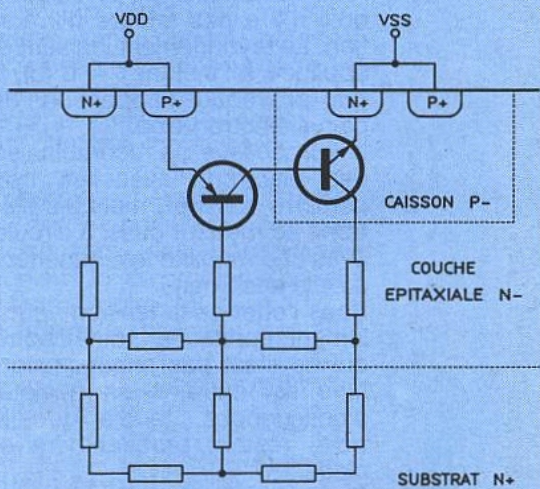 VDD
VSS
N+
P+
N+
P+
CAISSON P-
COUCHE
EPITAXIALE N-
SUBSTRAT N+